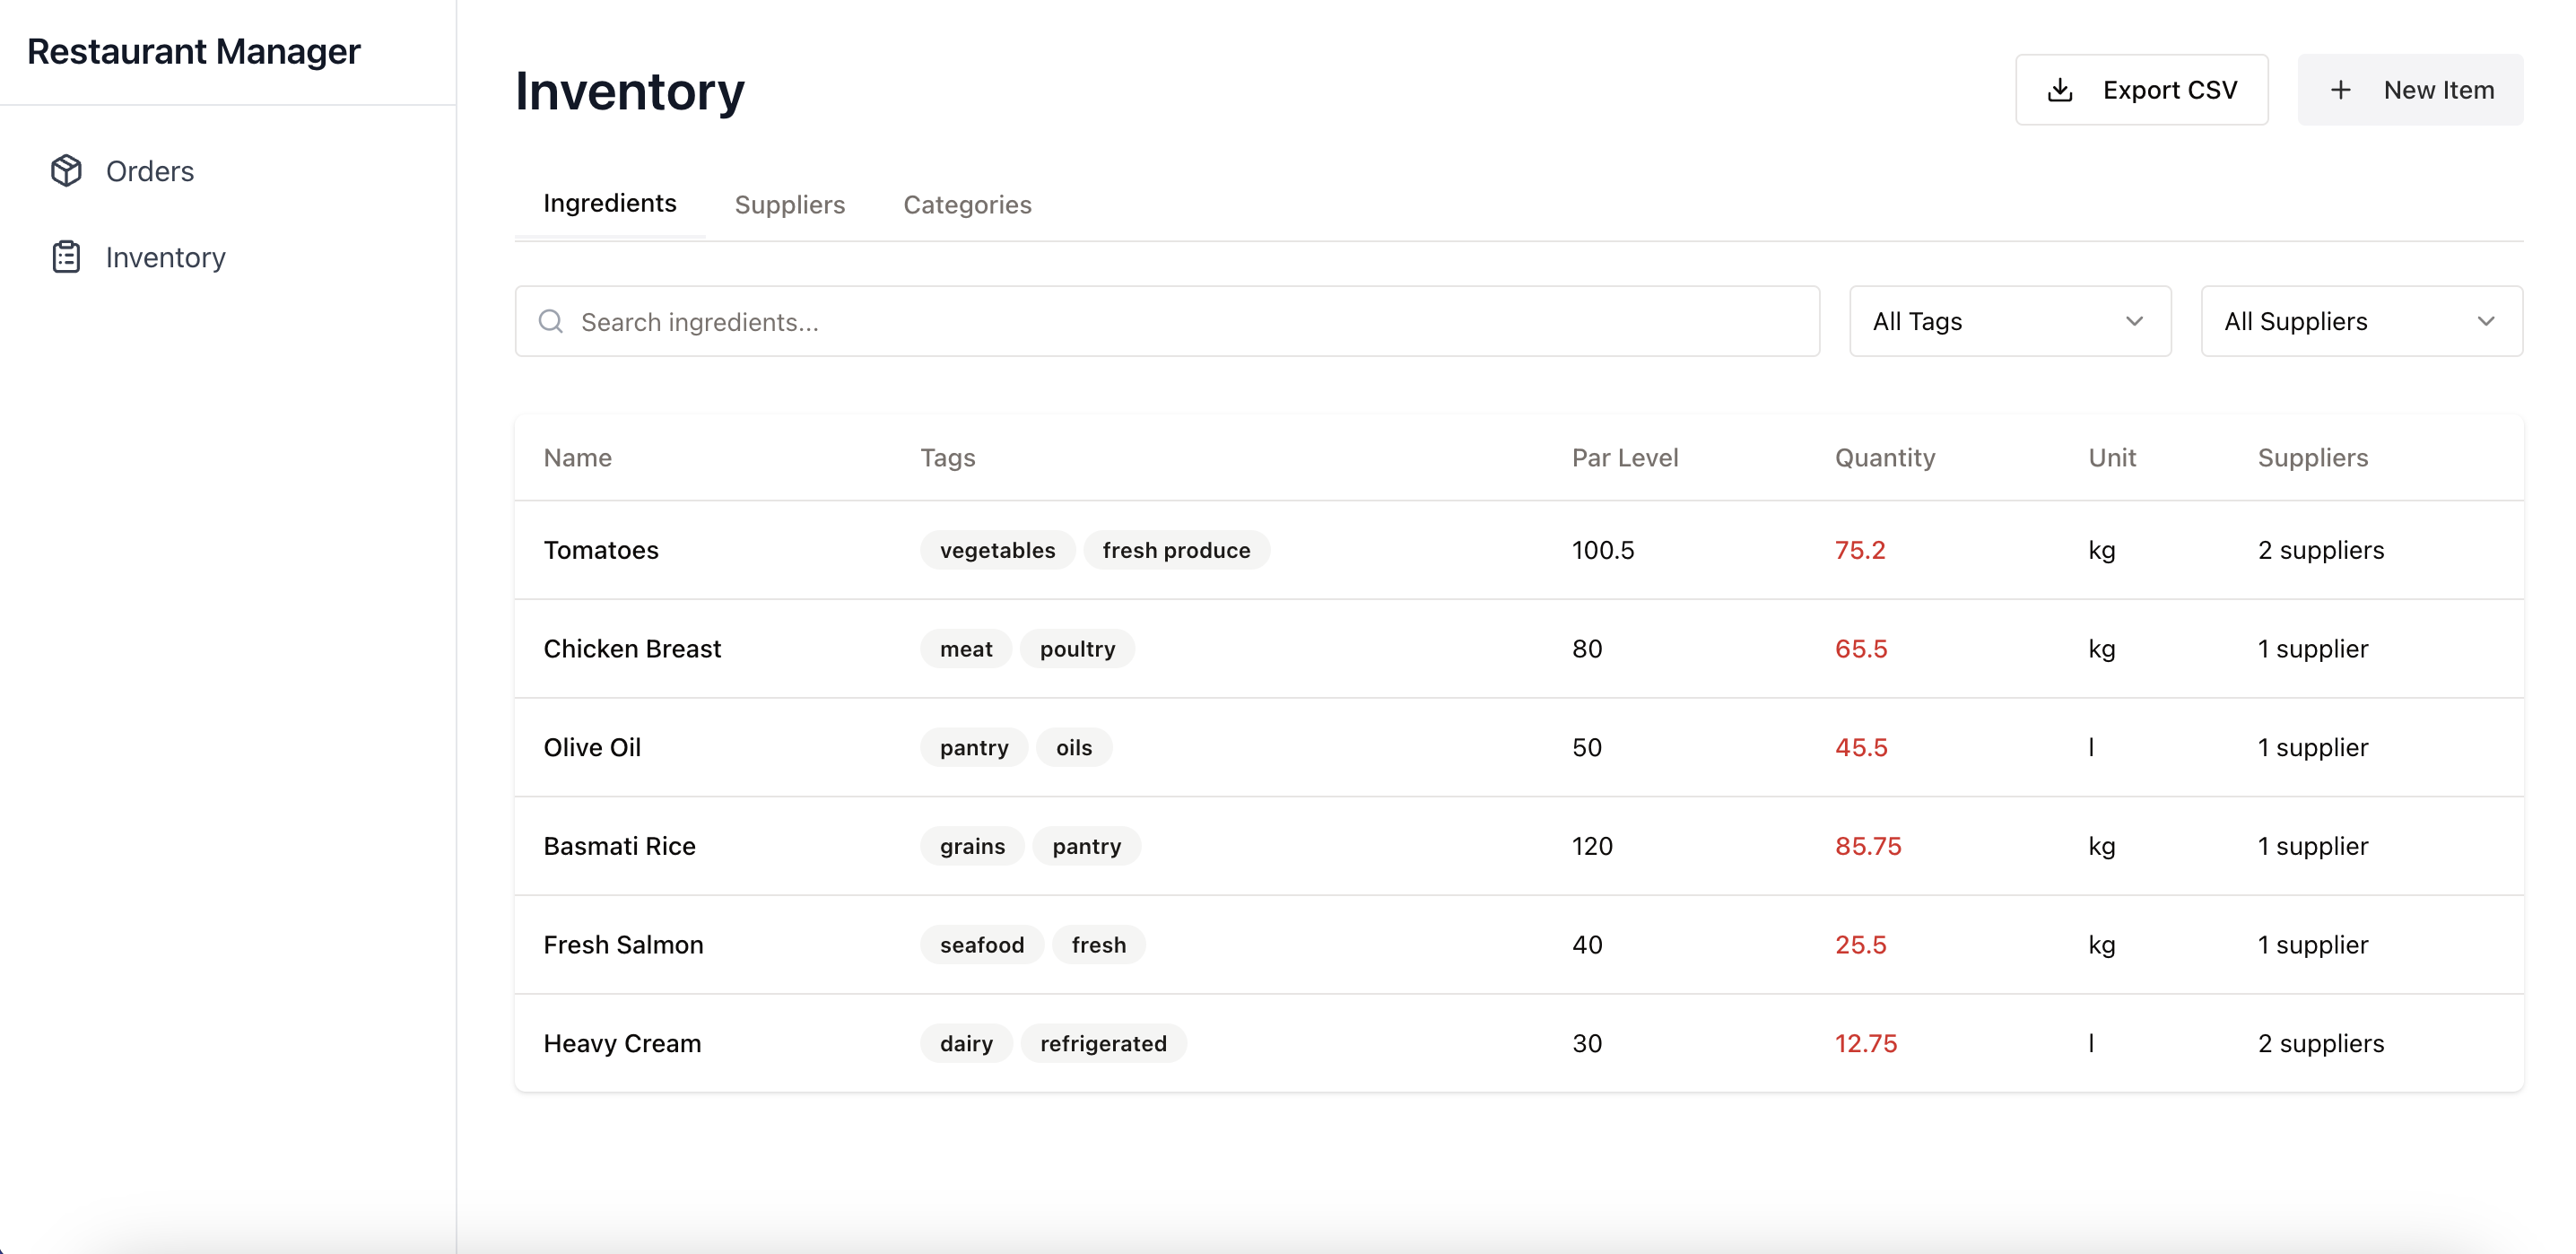 Restaurant Manager
Orders
Inventory
Inventory
Export CSV
New Item
Ingredients Suppliers Categories
Search ingredients...
All Tags
All Suppliers
Name Tags Par Level Quantity Unit Suppliers
Tomatoes vegetables fresh produce 100.5 75.2 kg 2 suppliers
Chicken Breast meat poultry 80 65.5 kg 1 supplier
Olive Oil pantry oils 50 45.5 l 1 supplier
Basmati Rice grains pantry 120 85.75 kg 1 supplier
Fresh Salmon seafood fresh 40 25.5 kg 1 supplier
Heavy Cream dairy refrigerated 30 12.75 l 2 suppliers